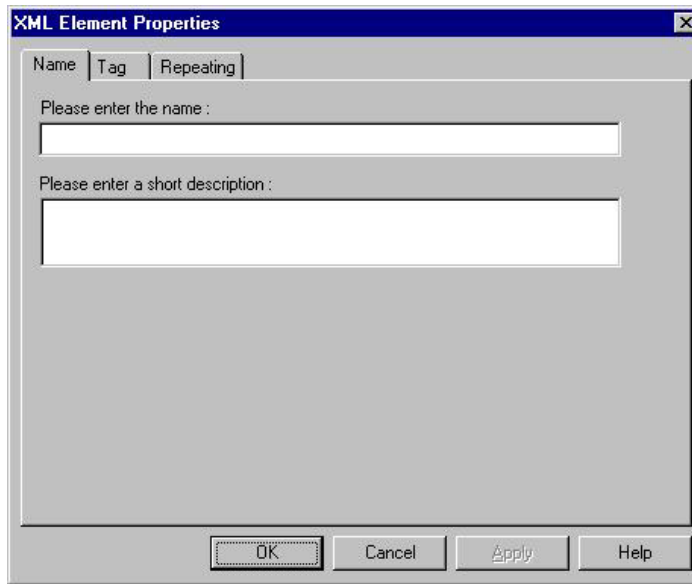 XML Element Properties
Name Tag Repeating
Please enter the name :
Please enter a short description :
OK Cancel Apply Help